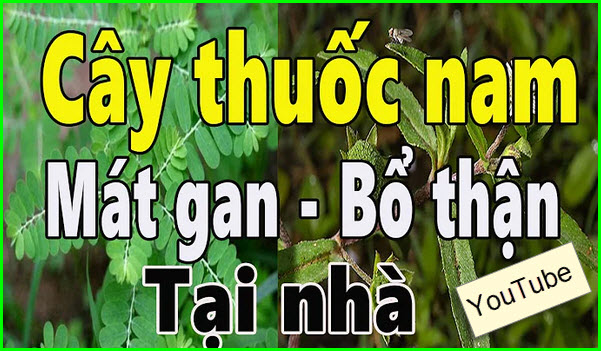 Cây thuốc nam
Mát gan - Bổ thận
Tại nhà
YouTube